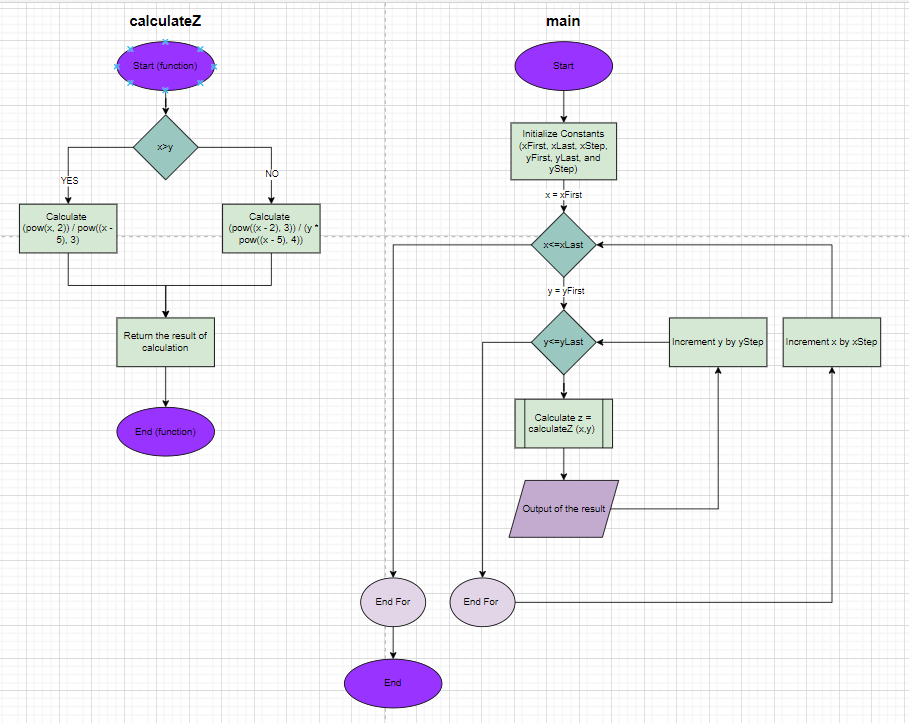 calculateZ
Start (function)
x>y
YES
NO
Calculate
(pow(x, 2)) / pow((x -
5), 3)
Calculate
(pow((x - 2), 3)) / (y *
pow((x - 5), 4))
Return the result of
calculation
End (function)
main
Start
Initialize Constants
(xFirst, xLast, xStep,
yFirst, yLast, and
yStep)
x = xFirst
x<=xLast
y = yFirst
y<=yLast
Increment y by yStep
Increment x by xStep
Calculate z =
calculateZ (x,y)
Output of the result
End For
End For
End